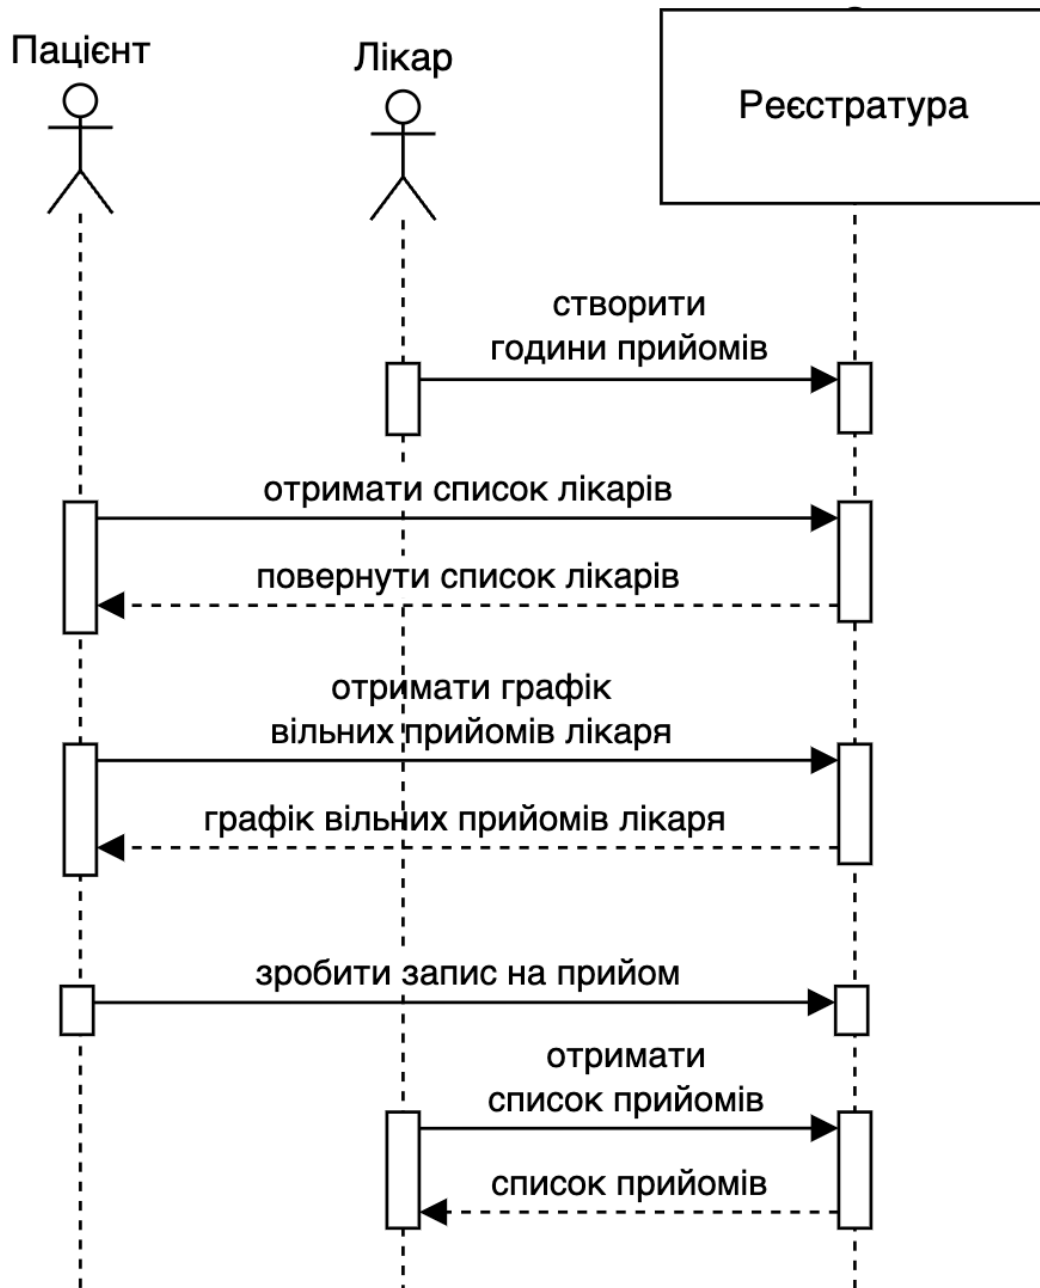 Пацієнт
Лікар
Реєстратура
створити
години прийомів
отримати список лікарів
повернути список лікарів
отримати графік
вільних прийомів лікаря
графік вільних прийомів лікаря
зробити запис на прийом
отримати
список прийомів
список прийомів